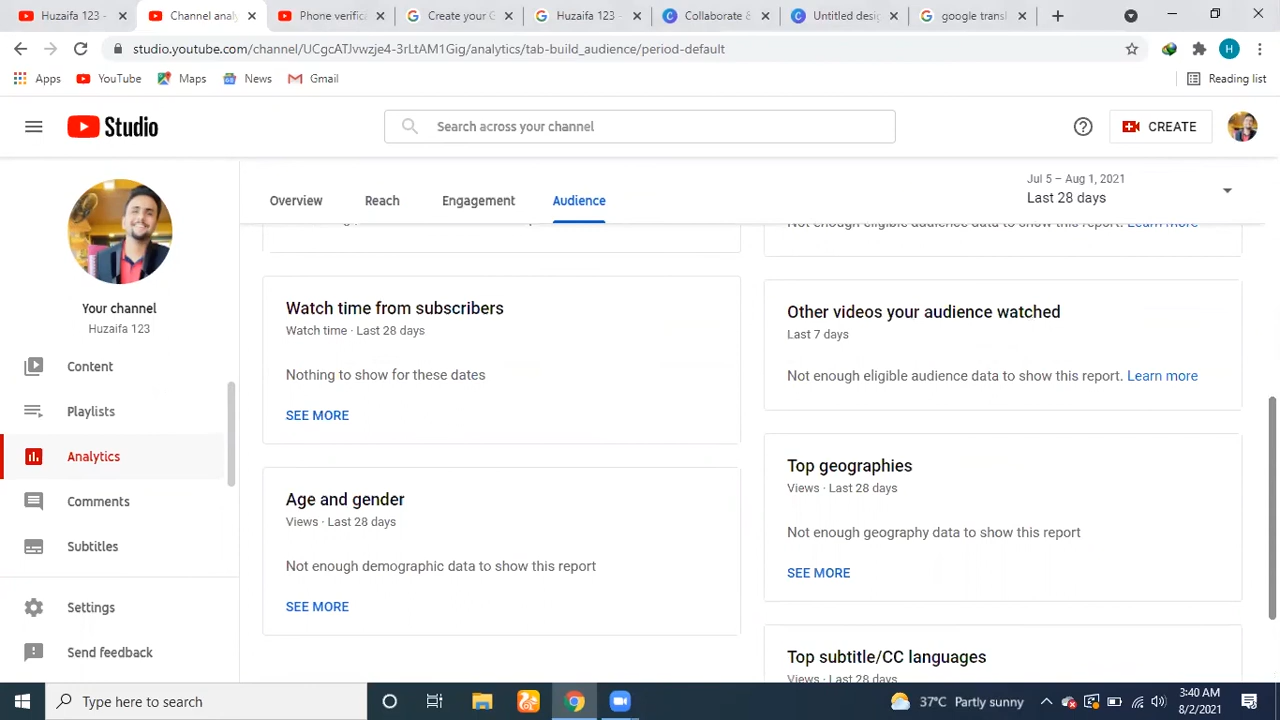 Huzaifa 123 -
Channel analy
Phone verific
Create your G
Huzaifa 123 -
Collaborate &
Untitled desig
google transl
studio.youtube.com/channel/UCgcATJvwzje4-3rLtAM1Gig/analytics/tab-build_audience/period-default
H
Apps
YouTube
Maps
News
Gmail
Reading list
Studio
Search across your channel
CREATE
Your channel
Huzaifa 123
Content
Playlists
Analytics
Comments
Subtitles
Settings
Send feedback
Overview
Reach
Engagement
Audience
Jul 5 – Aug 1, 2021
Last 28 days
Not enough eligible audience data to show this report. Learn more
Watch time from subscribers
Watch time · Last 28 days
Nothing to show for these dates
SEE MORE
Other videos your audience watched
Last 7 days
Not enough eligible audience data to show this report. Learn more
Age and gender
Views · Last 28 days
Not enough demographic data to show this report
SEE MORE
Top geographies
Views · Last 28 days
Not enough geography data to show this report
SEE MORE
Top subtitle/CC languages
Views · Last 28 days
Type here to search
37°C Partly sunny
3:40 AM
8/2/2021